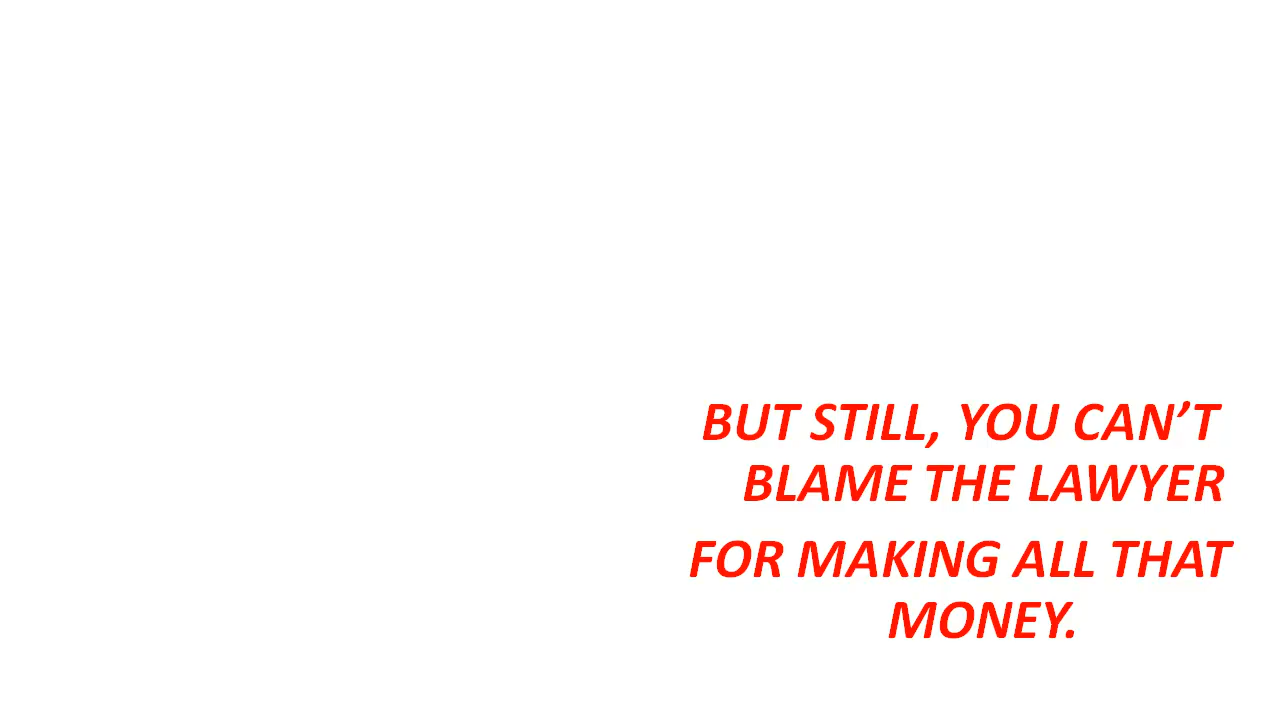 BUT STILL, YOU CAN’T
BLAME THE LAWYER
FOR MAKING ALL THAT
MONEY.